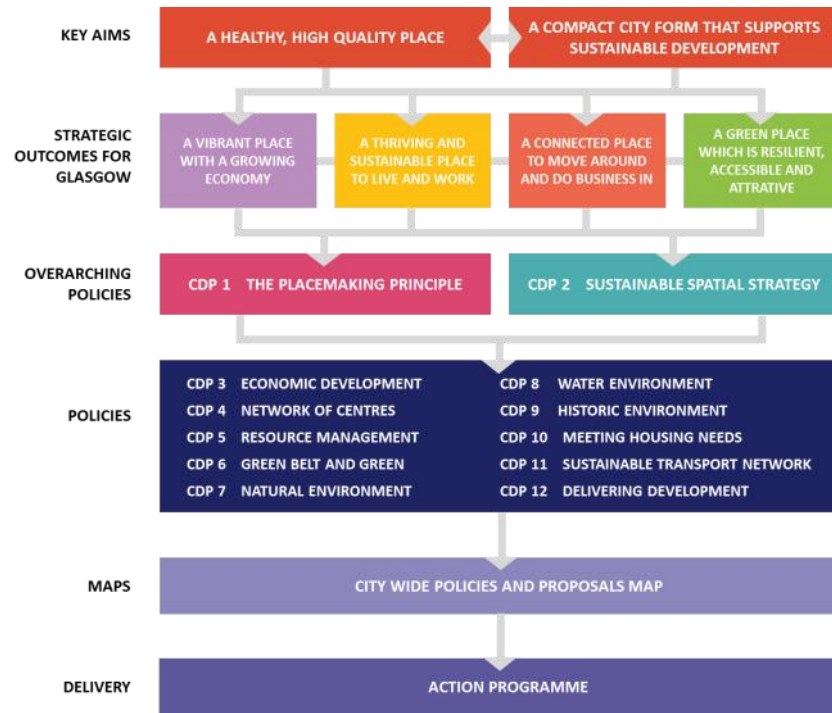 KEY AIMS
A HEALTHY, HIGH QUALITY PLACE
A COMPACT CITY FORM THAT SUPPORTS
SUSTAINABLE DEVELOPMENT
STRATEGIC
OUTCOMES FOR
GLASGOW
A VIBRANT PLACE
WITH A GROWING
ECONOMY
A THRIVING AND
SUSTAINABLE PLACE
TO LIVE AND WORK
A CONNECTED PLACE
TO MOVE AROUND
AND DO BUSINESS IN
A GREEN PLACE
WHICH IS RESILIENT,
ACCESSIBLE AND
ATTRATIVE
OVERARCHING
POLICIES
CDP 1 THE PLACEMAKING PRINCIPLE
CDP 2 SUSTAINABLE SPATIAL STRATEGY
POLICIES
CDP 3 ECONOMIC DEVELOPMENT
CDP 4 NETWORK OF CENTRES
CDP 5 RESOURCE MANAGEMENT
CDP 6 GREEN BELT AND GREEN
CDP 7 NATURAL ENVIRONMENT
CDP 8 WATER ENVIRONMENT
CDP 9 HISTORIC ENVIRONMENT
CDP 10 MEETING HOUSING NEEDS
CDP 11 SUSTAINABLE TRANSPORT NETWORK
CDP 12 DELIVERING DEVELOPMENT
MAPS
CITY WIDE POLICIES AND PROPOSALS MAP
DELIVERY
ACTION PROGRAMME